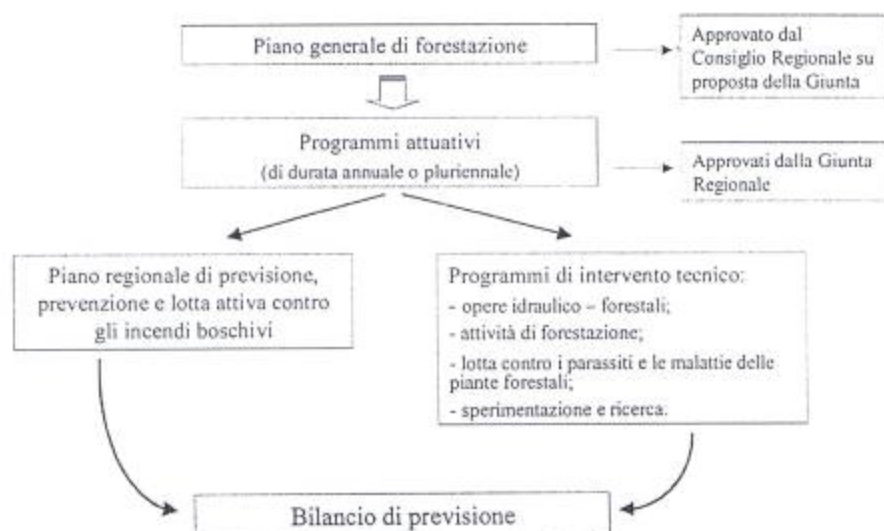 Piano generale di forestazione
Approvato dal
Consiglio Regionale su
proposta della Giunta
Programmi attuativi
(di durata annuale o pluriennale)
Approvati dalla Giunta
Regionale
Piano regionale di previsione,
prevenzione e lotta attiva contro
gli incendi boschivi
Programmi di intervento tecnico:
- opere idraulico – forestali;
- attività di forestazione;
- lotta contro i parassiti e le malattie delle
piante forestali;
- sperimentazione e ricerca.
Bilancio di previsione